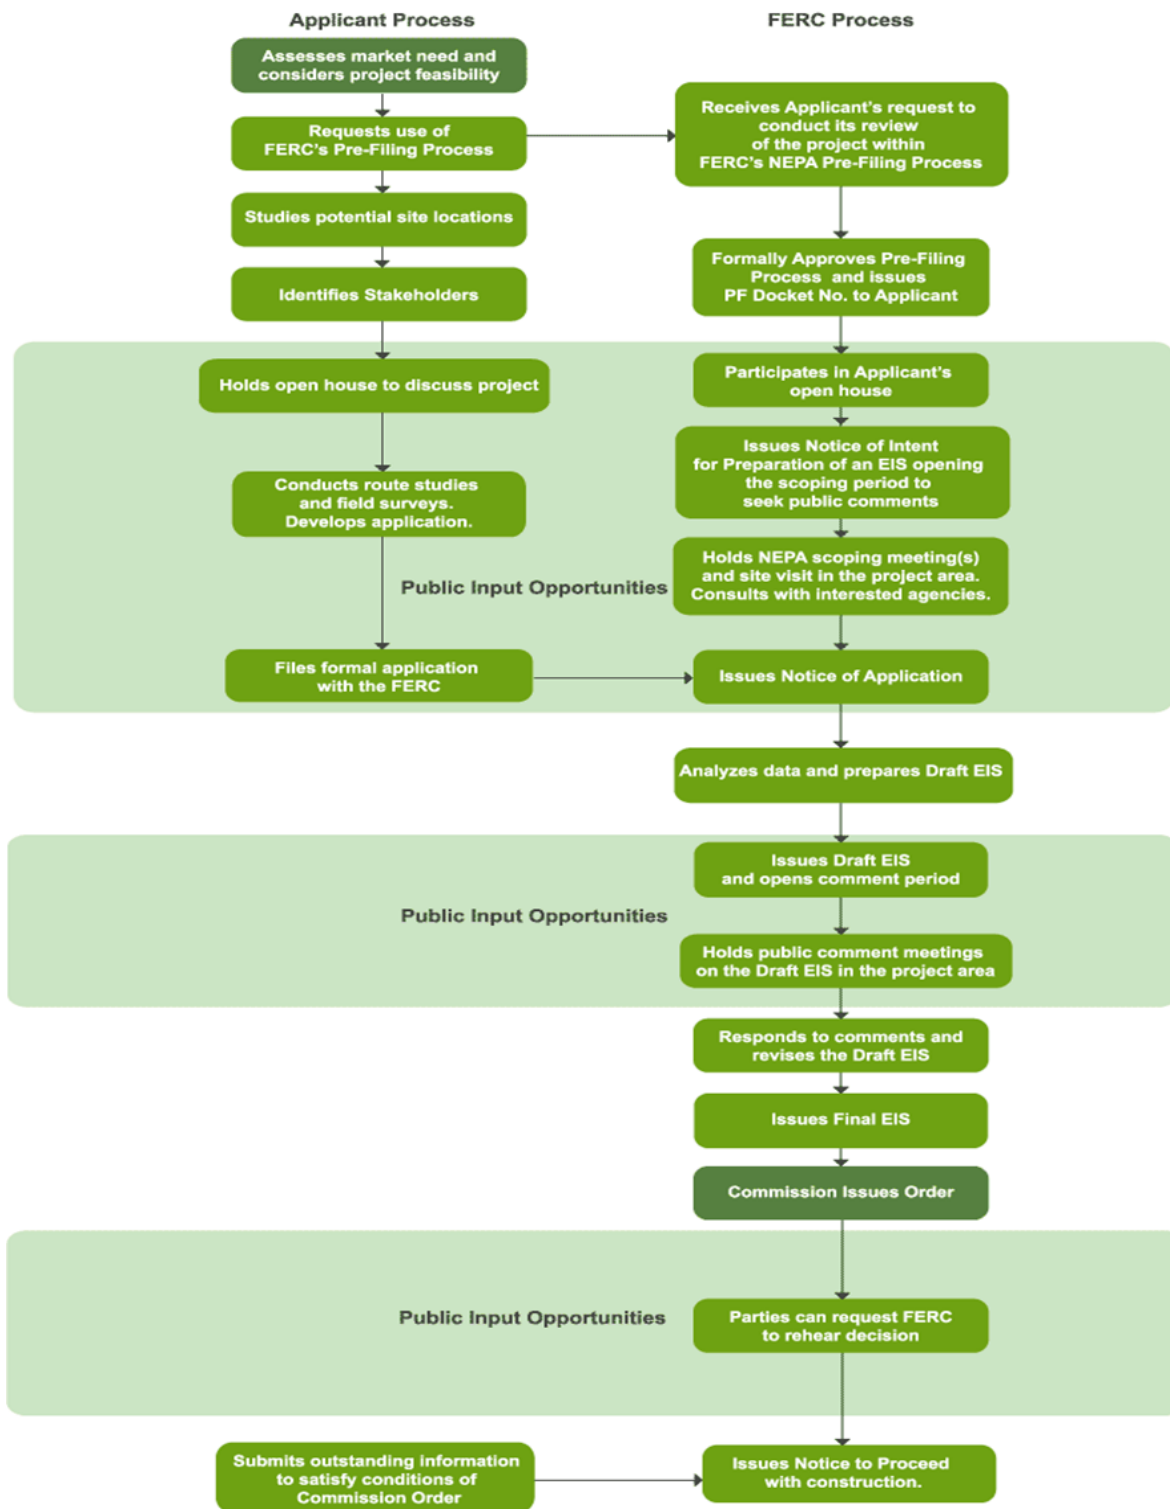 Applicant Process
FERC Process
Assesses market need and
considers project feasibility
Requests use of
FERC's Pre-Filing Process
Receives Applicant's request to
conduct its review
of the project within
FERC's NEPA Pre-Filing Process
Studies potential site locations
Identifies Stakeholders
Formally Approves Pre-Filing
Process and issues
PF Docket No. to Applicant
Holds open house to discuss project
Participates in Applicant's
open house
Issues Notice of Intent
for Preparation of an EIS opening
the scoping period to
seek public comments
Conducts route studies
and field surveys.
Develops application.
Holds NEPA scoping meeting(s)
and site visit in the project area.
Consults with interested agencies.
Public Input Opportunities
Files formal application
with the FERC
Issues Notice of Application
Analyzes data and prepares Draft EIS
Issues Draft EIS
and opens comment period
Public Input Opportunities
Holds public comment meetings
on the Draft EIS in the project area
Responds to comments and
revises the Draft EIS
Issues Final EIS
Commission Issues Order
Public Input Opportunities
Parties can request FERC
to rehear decision
Submits outstanding information
to satisfy conditions of
Commission Order
Issues Notice to Proceed
with construction.